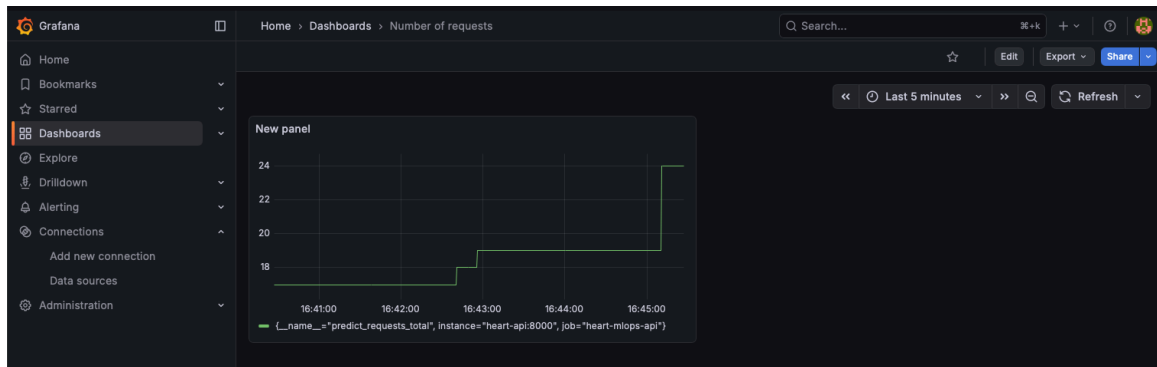 Grafana
Home › Dashboards › Number of requests
Search...
⌘+k
Edit
Export
Share
Home
Bookmarks
Starred
Dashboards
Explore
Drilldown
Alerting
Connections
Add new connection
Data sources
Administration
Last 5 minutes
Refresh
New panel
24
22
20
18
16:41:00 16:42:00 16:43:00 16:44:00 16:45:00
{__name__="predict_requests_total", instance="heart-api:8000", job="heart-mlops-api"}